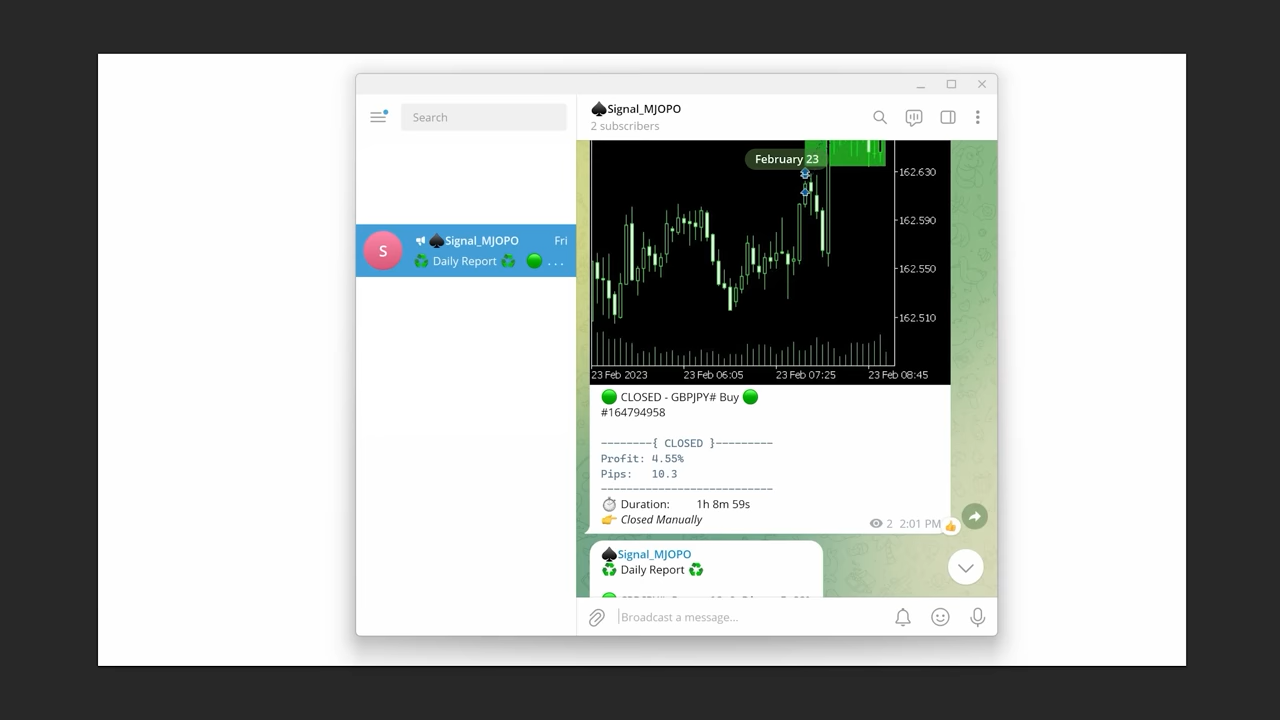 Search
♠Signal_MJOPO
2 subscribers
S
♠Signal_MJOPO
Fri
♻ Daily Report ♻ 🟢 ...
February 23
162.630
162.590
162.550
162.510
23 Feb 2023
23 Feb 06:05
23 Feb 07:25
23 Feb 08:45
🟢 CLOSED - GBPJPY# Buy 🟢
#164794958
--------{ CLOSED }---------
Profit: 4.55%
Pips: 10.3
---------------------------
⏱ Duration: 1h 8m 59s
👉 Closed Manually
2 2:01 PM
♠Signal_MJOPO
♻ Daily Report ♻
Broadcast a message...